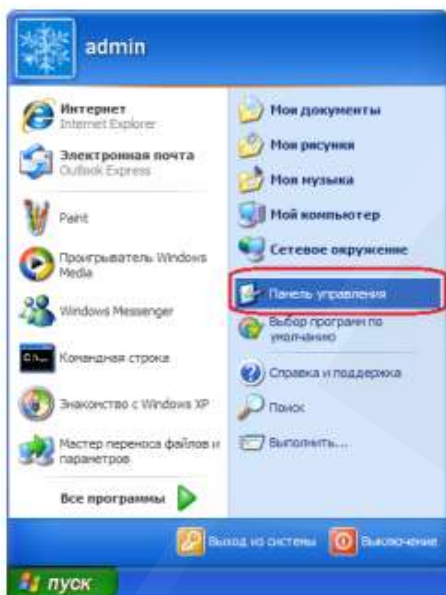 admin
Интернет
Internet Explorer
Электронная почта
Outlook Express
Paint
Проигрыватель Windows
Media
Windows Messenger
Командная строка
Знакомство с Windows XP
Мастер переноса файлов и
параметров
Все программы
Мои документы
Мои рисунки
Моя музыка
Мой компьютер
Сетевое окружение
Панель управления
Выбор программ по
умолчанию
Справка и поддержка
Поиск
Выполнить...
Выход из системы
Выключение
пуск